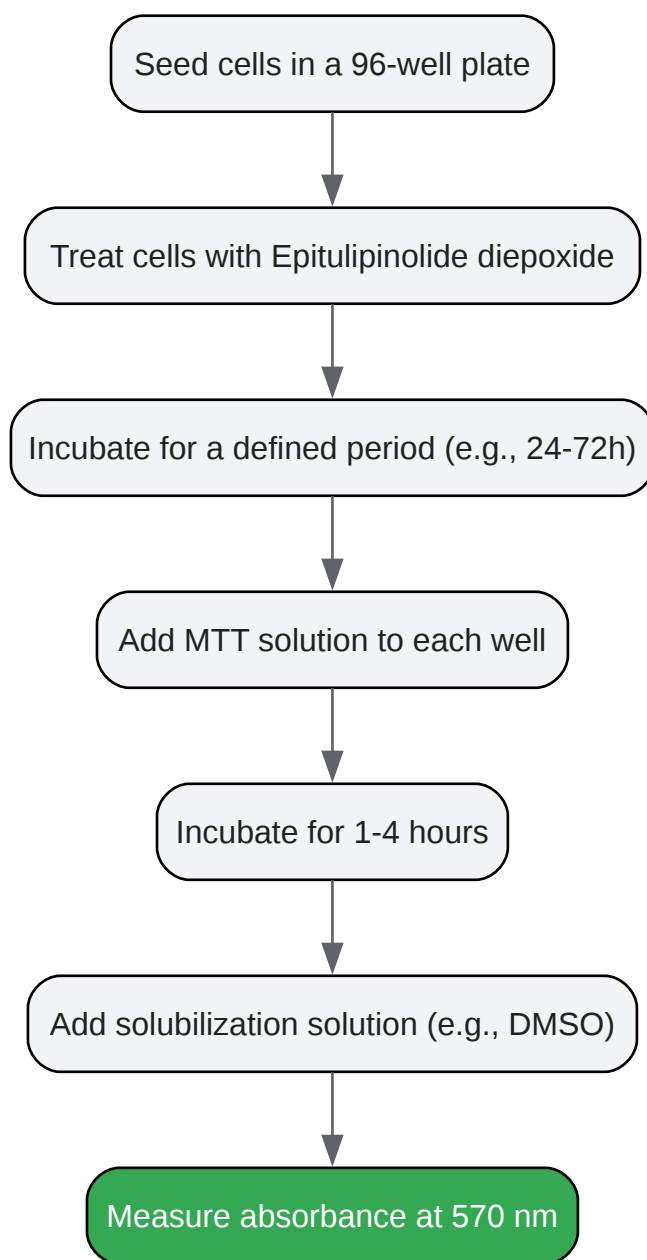 Seed cells in a 96-well plate
Treat cells with Epitulipinolide diepoxide
Incubate for a defined period (e.g., 24-72h)
Add MTT solution to each well
Incubate for 1-4 hours
Add solubilization solution (e.g., DMSO)
Measure absorbance at 570 nm